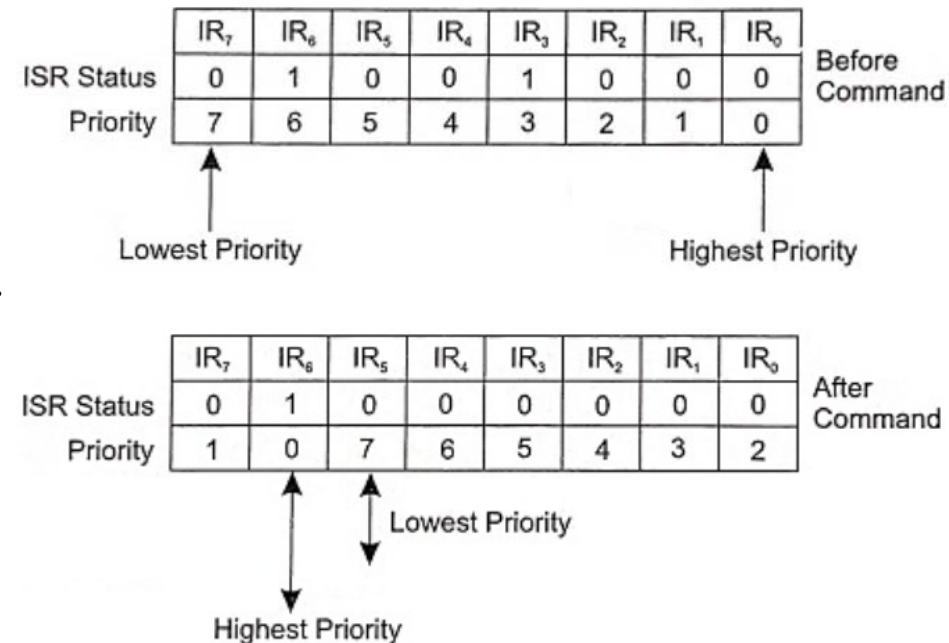 IR₇ IR₆ IR₅ IR₄ IR₃ IR₂ IR₁ IR₀
ISR Status 0 1 0 0 1 0 0 0
Before
Command
Priority 7 6 5 4 3 2 1 0
Lowest Priority Highest Priority
IR₇ IR₆ IR₅ IR₄ IR₃ IR₂ IR₁ IR₀
ISR Status 0 1 0 0 0 0 0 0
After
Command
Priority 1 0 7 6 5 4 3 2
Lowest Priority
Highest Priority